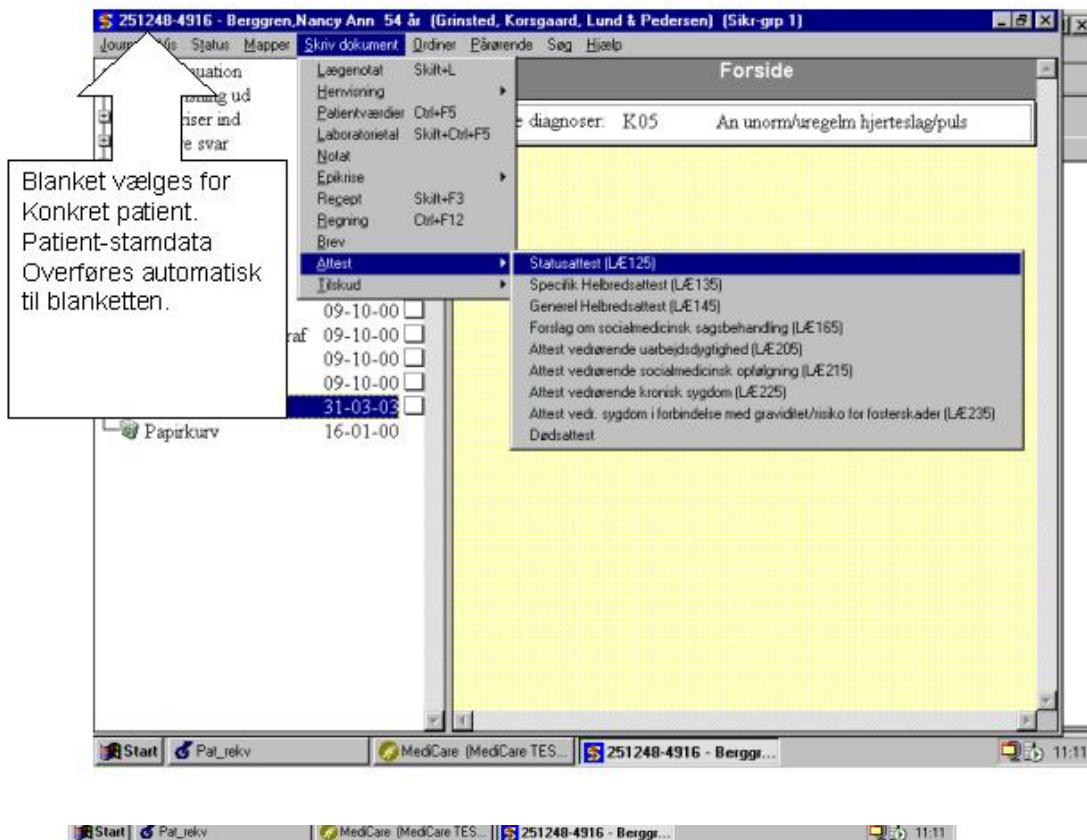 251248-4916 - Berggren,Nancy Ann 54 år (Grinsted, Korsgaard, Lund & Pedersen) (Sikr-grp 1)
Status Mapper Skriv dokument Ordiner Pårørende Søg Hjælp
Lægenotat Skift+L
Henvisning
Patientværdier Ctrl+F5
Laboratorietal Skift+Ctrl+F5
Notat
Epikrise
Recept Skift+F3
Regning Ctrl+F12
Brev
Attest
Tilskud
Forside
diagnoser: K05 An unorm/uregelm hjerteslag/puls
ud
ind
svar
Blanket vælges for
Konkret patient.
Patient-stamdata
Overføres automatisk
til blanketten.
Statusattest (LÆ125)
Specifik Helbredsattest (LÆ135)
Generel Helbredsattest (LÆ145)
Forslag om socialmedicinsk sagsbehandling (LÆ165)
Attest vedrørende uarbejdsdygtighed (LÆ205)
Attest vedrørende socialmedicinsk opfølgning (LÆ215)
Attest vedrørende kronisk sygdom (LÆ225)
Attest vedr. sygdom i forbindelse med graviditet/risiko for fosterskader (LÆ235)
Dødsattest
09-10-00
09-10-00
09-10-00
09-10-00
31-03-03
Papirkurv 16-01-00
Start Pat_rekv MediCare (MediCare TES... 251248-4916 - Berggr... 11:11
Start Pat_rekv MediCare (MediCare TES... 251248-4916 - Berggr... 11:11